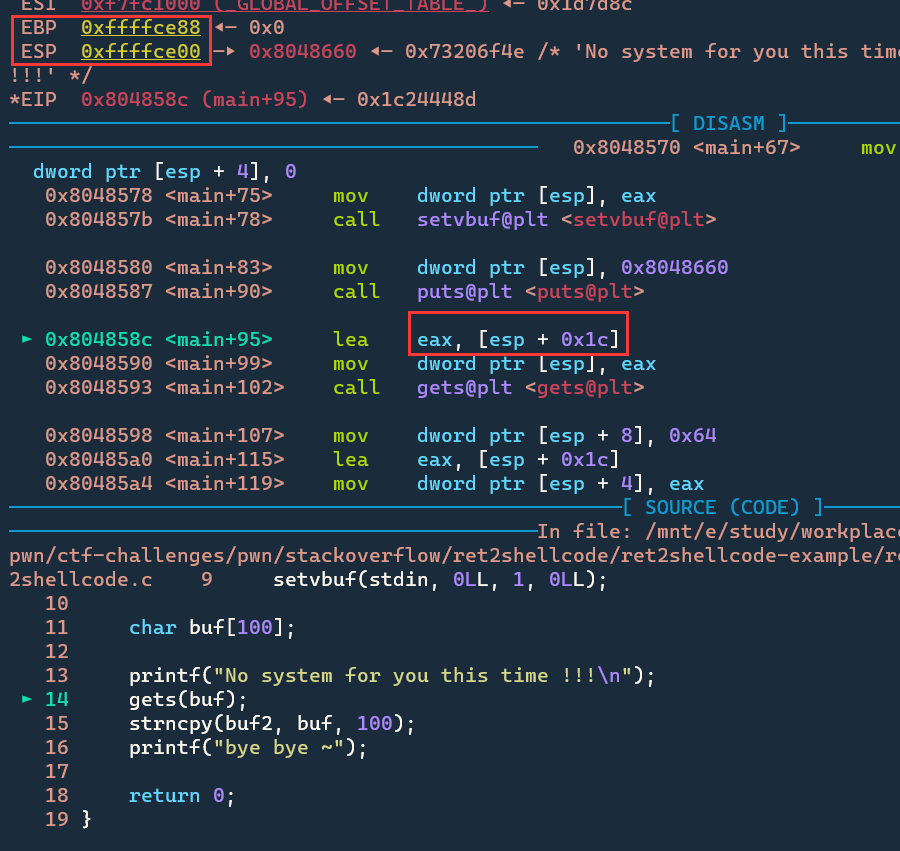 ESI  0xf7fc1000 (_GLOBAL_OFFSET_TABLE_) ◂— 0x1d7d8c
EBP  0xffffce88 ◂— 0x0
ESP  0xffffce00 —▸ 0x8048660 ◂— 0x73206f4e /* 'No system for you this time
!!!' */
*EIP  0x804858c (main+95) ◂— 0x1c24448d
[ DISASM ]
0x8048570 <main+67>     mov
dword ptr [esp + 4], 0
0x8048578 <main+75>     mov    dword ptr [esp], eax
0x804857b <main+78>     call   setvbuf@plt <setvbuf@plt>
0x8048580 <main+83>     mov    dword ptr [esp], 0x8048660
0x8048587 <main+90>     call   puts@plt <puts@plt>
► 0x804858c <main+95>     lea    eax, [esp + 0x1c]
0x8048590 <main+99>     mov    dword ptr [esp], eax
0x8048593 <main+102>    call   gets@plt <gets@plt>
0x8048598 <main+107>    mov    dword ptr [esp + 8], 0x64
0x80485a0 <main+115>    lea    eax, [esp + 0x1c]
0x80485a4 <main+119>    mov    dword ptr [esp + 4], eax
[ SOURCE (CODE) ]
In file: /mnt/e/study/workplace
pwn/ctf-challenges/pwn/stackoverflow/ret2shellcode/ret2shellcode-example/re
2shellcode.c    9     setvbuf(stdin, 0LL, 1, 0LL);
10
11     char buf[100];
12
13     printf("No system for you this time !!!\n");
► 14     gets(buf);
15     strncpy(buf2, buf, 100);
16     printf("bye bye ~");
17
18     return 0;
19 }